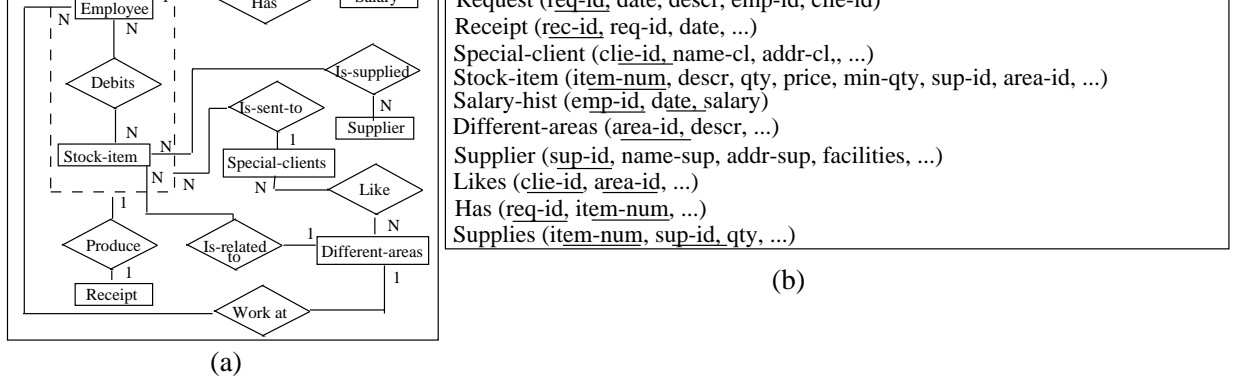 Employee
Has
Salary
N
N
Debits
Is-supplied
N
Is-sent-to
N
N
1
Supplier
Stock-item
Special-clients
N
N
N
Like
1
N
Produce
Is-related
to
1
Different-areas
1
1
Receipt
Work at
(a)
Request (req-id, date, descr, emp-id, clie-id)
Receipt (rec-id, req-id, date, ...)
Special-client (clie-id, name-cl, addr-cl,, ...)
Stock-item (item-num, descr, qty, price, min-qty, sup-id, area-id, ...)
Salary-hist (emp-id, date, salary)
Different-areas (area-id, descr, ...)
Supplier (sup-id, name-sup, addr-sup, facilities, ...)
Likes (clie-id, area-id, ...)
Has (req-id, item-num, ...)
Supplies (item-num, sup-id, qty, ...)
(b)